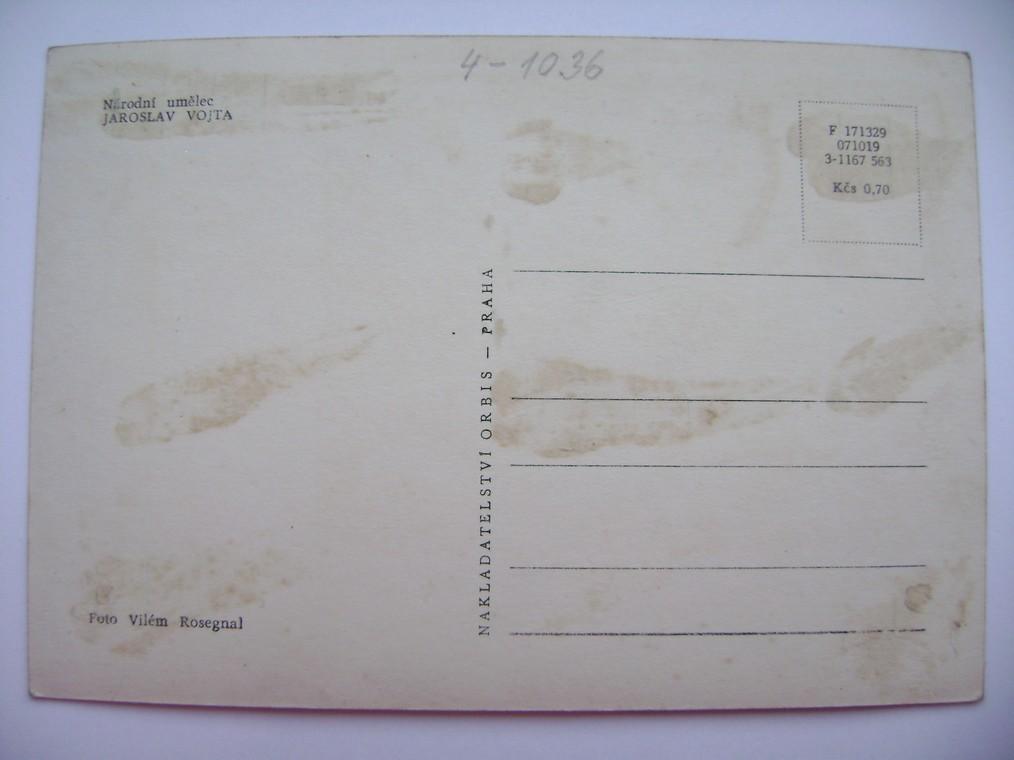 4-1036
Národní umělec
JAROSLAV VOJTA
F 171329
071019
3-1167 563
Kčs 0,70
NAKLADATELSTVÍ ORBIS — PRAHA
Foto Vilém Rosegnal